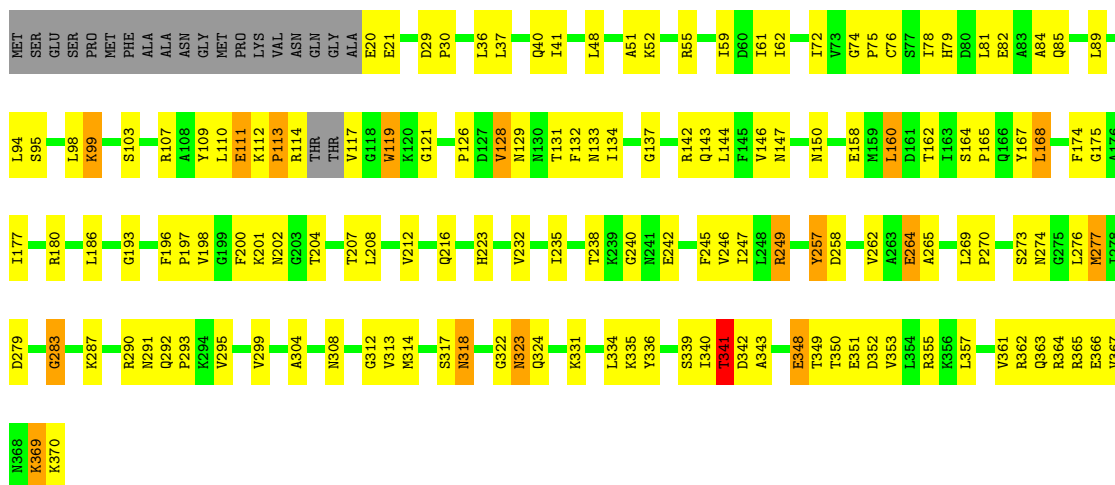 MET SER GLU SER PRO MET PHE ALA ALA ASN GLY MET PRO LYS VAL ASN GLN GLY ALA E20 E21 D29 P30 L36 L37 Q40 I41 L48 A51 K52 R55 I59 D60 I61 I62 I72 V73 G74 P75 C76 S77 I78 H79 D80 L81 E82 A83 A84 Q85 L89
L94 S95 L98 K99 S103 R107 A108 Y109 L110 E111 K112 P113 R114 THR THR V117 G118 W119 K120 G121 P126 D127 V128 N129 N130 T131 F132 N133 I134 G137 R142 Q143 L144 F145 V146 N147 N150 E158 M159 L160 D161 T162 I163 S164 P165 Q166 Y167 L168 F174 G175 A176
I177 R180 L186 G193 F196 P197 V198 G199 F200 K201 N202 G203 T204 T207 L208 V212 Q216 H223 V232 I235 T238 K239 G240 N241 E242 F245 V246 I247 L248 R249 Y257 D258 V262 A263 E264 A265 L269 P270 S273 N274 G275 L276 M277 I278
D279 G283 K287 R290 N291 Q292 P293 K294 V295 V299 A304 N308 G312 V313 M314 S317 N318 G322 N323 Q324 K331 L334 K335 Y336 S339 I340 T341 D342 A343 E348 T349 T350 E351 D352 V353 L354 R355 K356 L357 V361 R362 Q363 R364 R365 E366 V367
N368 K369 K370